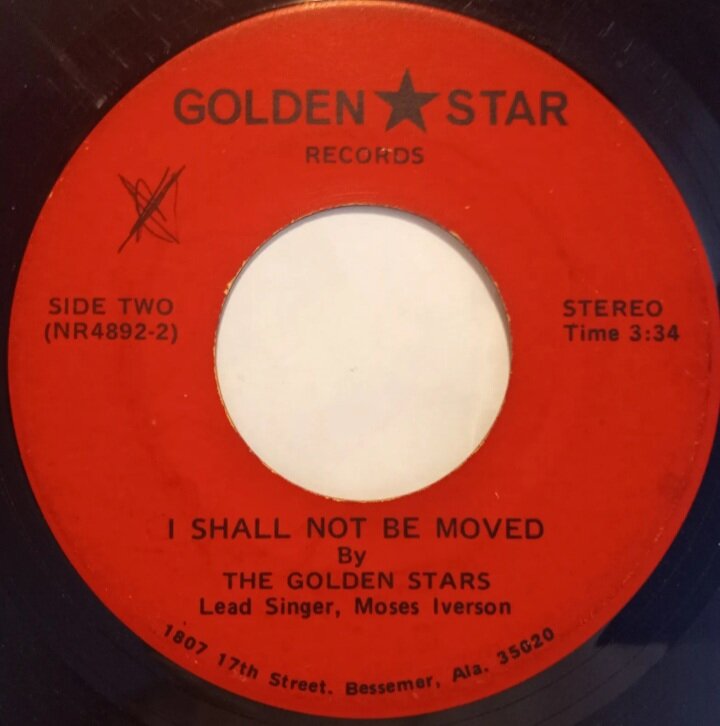 GOLDEN ★ STAR
RECORDS
SIDE TWO
(NR4892-2)
STEREO
Time 3:34
I SHALL NOT BE MOVED
By
THE GOLDEN STARS
Lead Singer, Moses Iverson
1807 17th Street. Bessemer, Ala. 35020